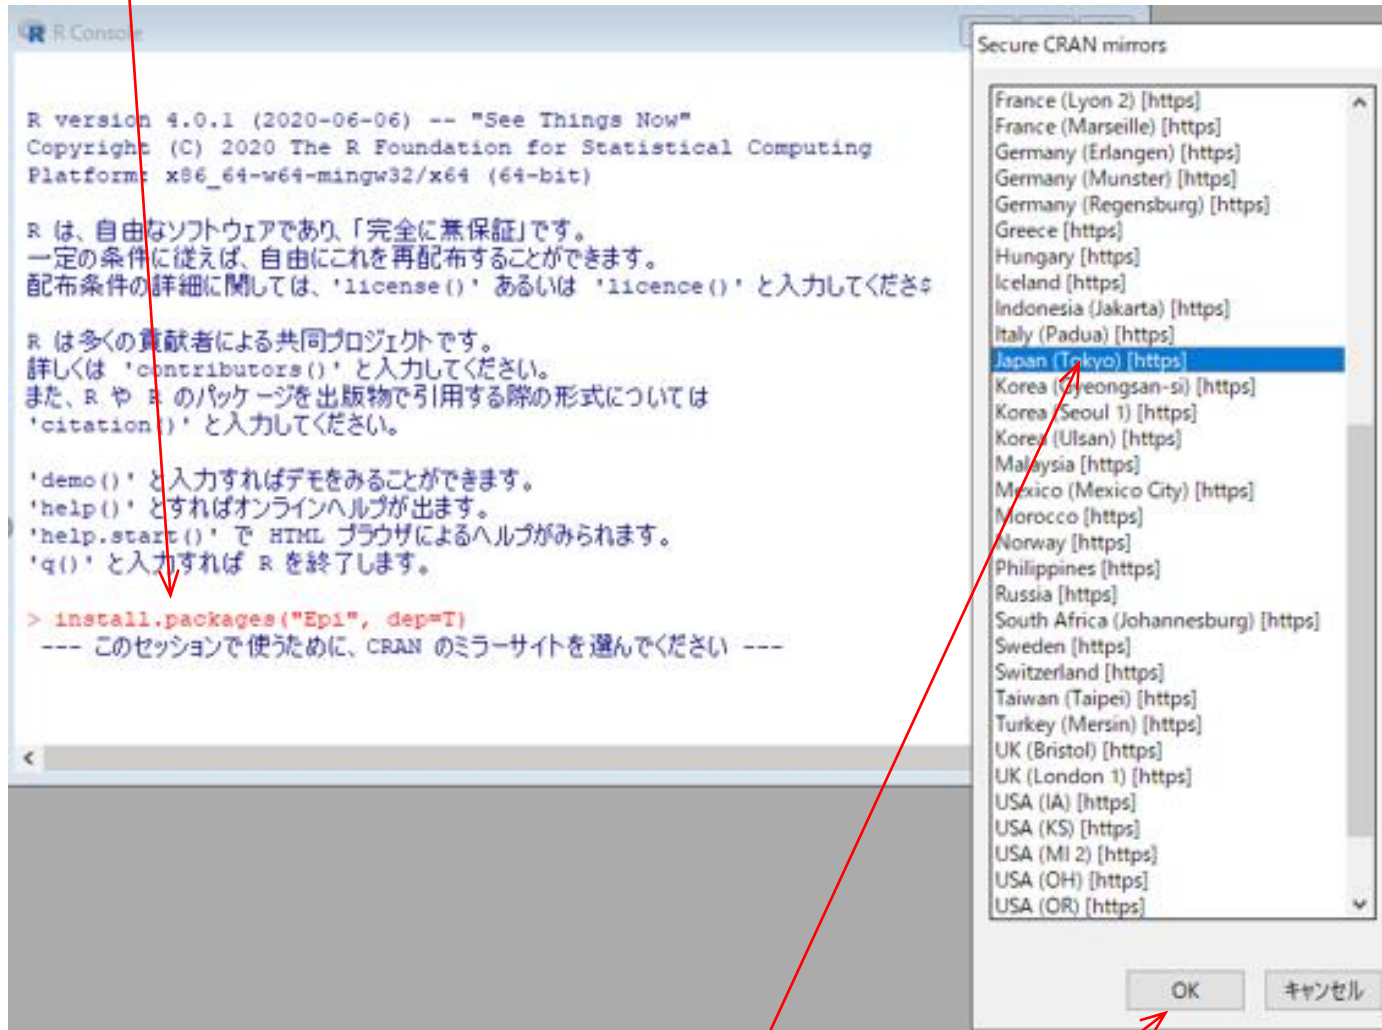 R Console
R version 4.0.1 (2020-06-06) -- "See Things Now"
Copyright (C) 2020 The R Foundation for Statistical Computing
Platform: x86_64-w64-mingw32/x64 (64-bit)
R は、自由なソフトウェアであり、「完全に無保証」です。
一定の条件に従えば、自由にこれを再配布することができます。
配布条件の詳細に関しては、'license()' あるいは 'licence()' と入力してくださ$
R は多くの貢献者による共同プロジェクトです。
詳しくは 'contributors()' と入力してください。
また、R や R のパッケージを出版物で引用する際の形式については
'citation()' と入力してください。
'demo()' と入力すればデモをみることができます。
'help()' とすればオンラインヘルプが出ます。
'help.start()' で HTML ブラウザによるヘルプがみられます。
'q()' と入力すれば R を終了します。
> install.packages("Epi", dep=T)
--- このセッションで使うために、CRAN のミラーサイトを選んでください ---
Secure CRAN mirrors
France (Lyon 2) [https]
France (Marseille) [https]
Germany (Erlangen) [https]
Germany (Munster) [https]
Germany (Regensburg) [https]
Greece [https]
Hungary [https]
Iceland [https]
Indonesia (Jakarta) [https]
Italy (Padua) [https]
Japan (Tokyo) [https]
Korea (Gyeongsan-si) [https]
Korea (Seoul 1) [https]
Korea (Ulsan) [https]
Malaysia [https]
Mexico (Mexico City) [https]
Morocco [https]
Norway [https]
Philippines [https]
Russia [https]
South Africa (Johannesburg) [https]
Sweden [https]
Switzerland [https]
Taiwan (Taipei) [https]
Turkey (Mersin) [https]
UK (Bristol) [https]
UK (London 1) [https]
USA (IA) [https]
USA (KS) [https]
USA (MI 2) [https]
USA (OH) [https]
USA (OR) [https]
OK
キャンセル